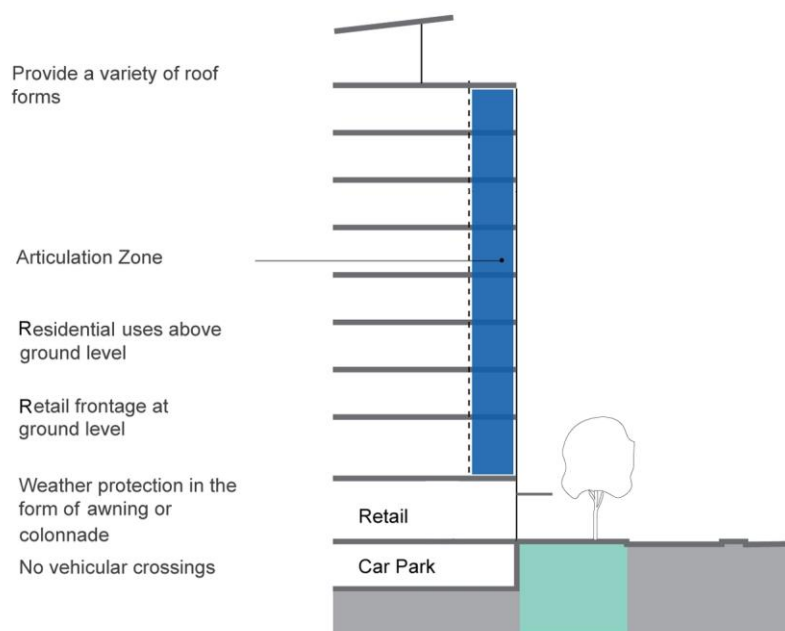 Provide a variety of roof
forms
Articulation Zone
Residential uses above
ground level
Retail frontage at
ground level
Weather protection in the
form of awning or
colonnade
Retail
No vehicular crossings
Car Park